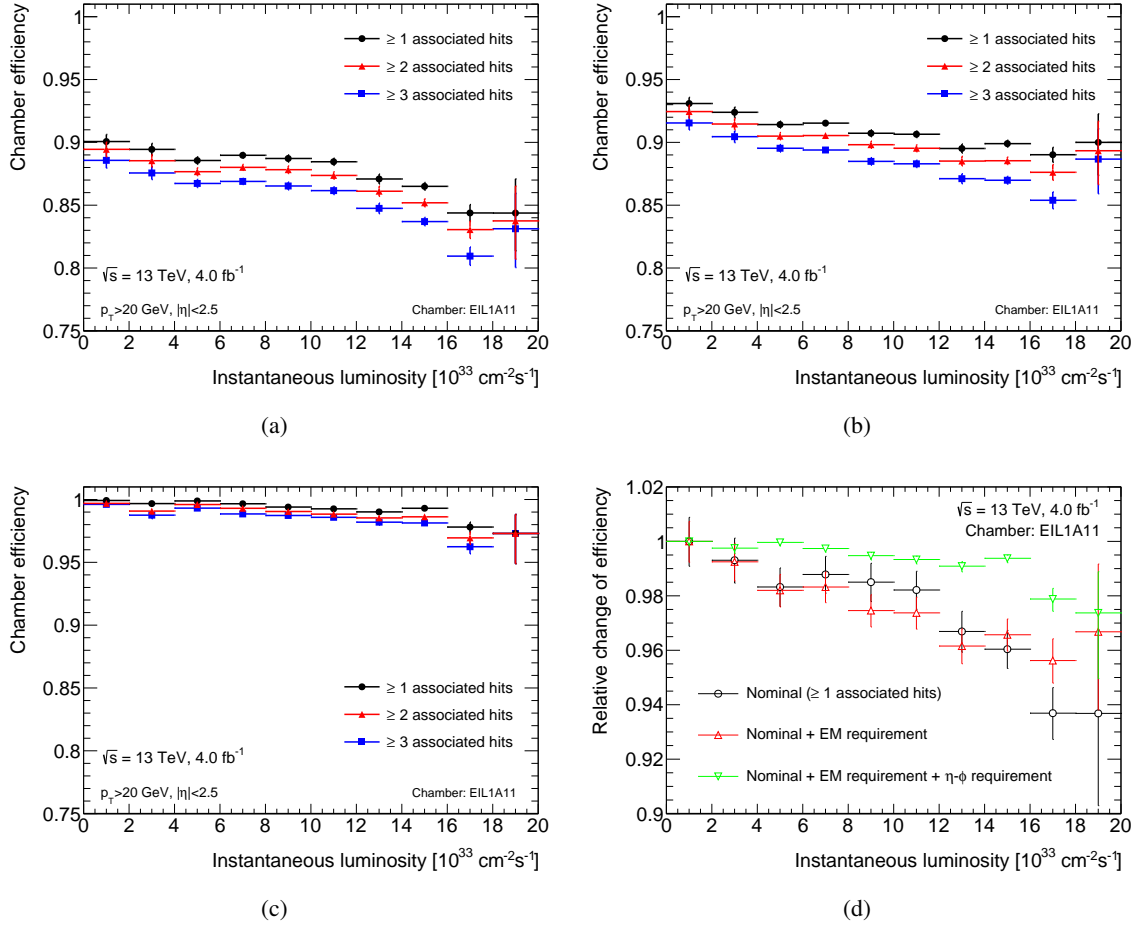 Chamber efficiency
1
0.95
0.9
0.85
0.8
0.75
≥ 1 associated hits
≥ 2 associated hits
≥ 3 associated hits
√s = 13 TeV, 4.0 fb⁻¹
p_T>20 GeV, |η|<2.5
Chamber: EIL1A11
0 2 4 6 8 10 12 14 16 18 20
Instantaneous luminosity [10³³ cm⁻²s⁻¹]
(a)
Chamber efficiency
1
0.95
0.9
0.85
0.8
0.75
≥ 1 associated hits
≥ 2 associated hits
≥ 3 associated hits
√s = 13 TeV, 4.0 fb⁻¹
p_T>20 GeV, |η|<2.5
Chamber: EIL1A11
0 2 4 6 8 10 12 14 16 18 20
Instantaneous luminosity [10³³ cm⁻²s⁻¹]
(b)
Chamber efficiency
1
0.95
0.9
0.85
0.8
0.75
≥ 1 associated hits
≥ 2 associated hits
≥ 3 associated hits
√s = 13 TeV, 4.0 fb⁻¹
p_T>20 GeV, |η|<2.5
Chamber: EIL1A11
0 2 4 6 8 10 12 14 16 18 20
Instantaneous luminosity [10³³ cm⁻²s⁻¹]
(c)
Relative change of efficiency
1.02
1
0.98
0.96
0.94
0.92
0.9
√s = 13 TeV, 4.0 fb⁻¹
Chamber: EIL1A11
Nominal (≥ 1 associated hits)
Nominal + EM requirement
Nominal + EM requirement + η-ϕ requirement
0 2 4 6 8 10 12 14 16 18 20
Instantaneous luminosity [10³³ cm⁻²s⁻¹]
(d)